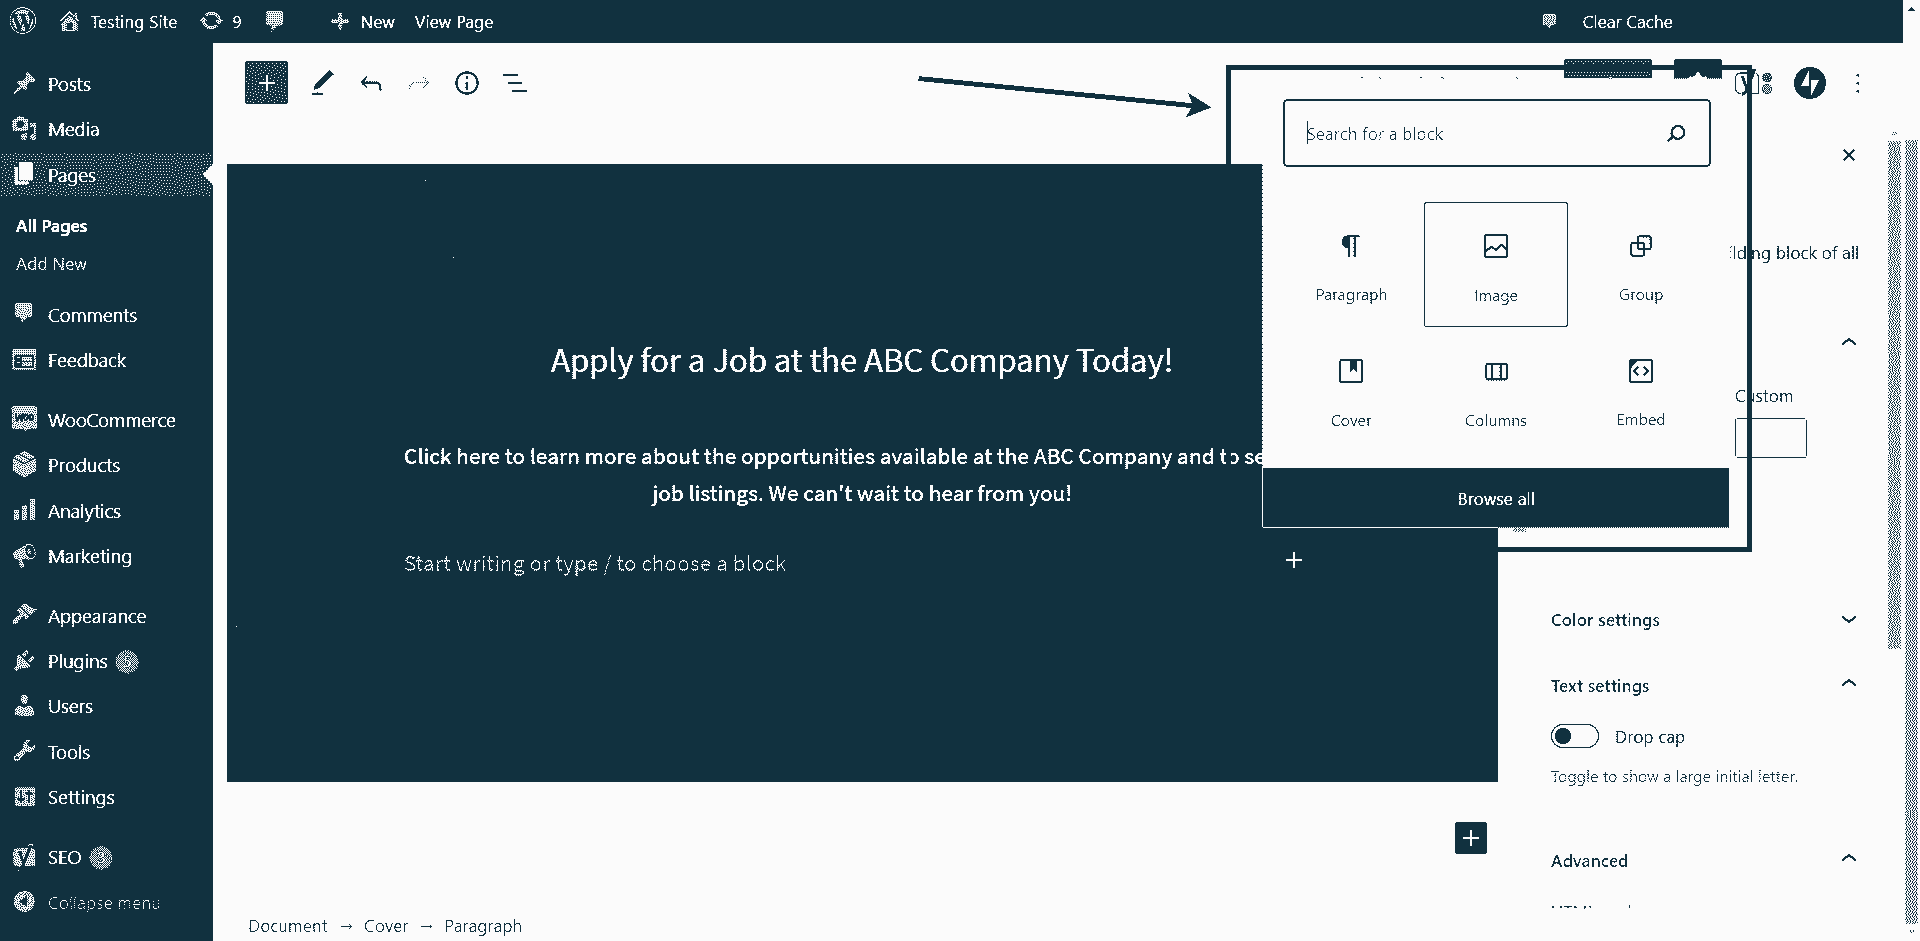 Testing Site
9
New
View Page
Clear Cache
Posts
Media
Pages
All Pages
Add New
Comments
Feedback
WooCommerce
Products
Analytics
Marketing
Appearance
Plugins 5
Users
Tools
Settings
SEO
Collapse menu
Apply for a Job at the ABC Company Today!
Click here to learn more about the opportunities available at the ABC Company and to se
job listings. We can't wait to hear from you!
Start writing or type / to choose a block
Search for a block
Paragraph
Image
Group
Cover
Columns
Embed
Browse all
block of all
Custom
Color settings
Text settings
Drop cap
Toggle to show a large initial letter.
Advanced
Document → Cover → Paragraph